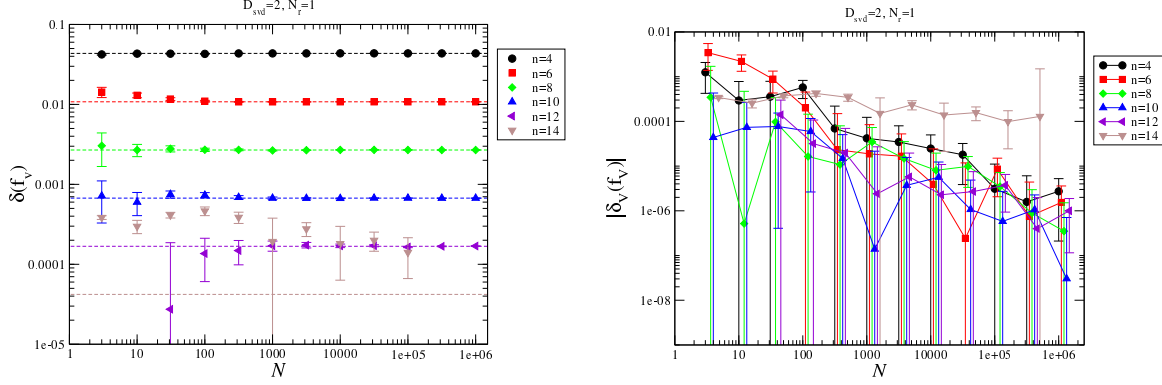 D_svd=2, N_r=1
0.1
0.01
0.001
0.0001
1e-05
δ(f_V)
1
10
100
1000
10000
1e+05
1e+06
N
n=4
n=6
n=8
n=10
n=12
n=14
D_svd=2, N_r=1
0.01
0.0001
1e-06
1e-08
|δ_V(f_V)|
1
10
100
1000
10000
1e+05
1e+06
N
n=4
n=6
n=8
n=10
n=12
n=14